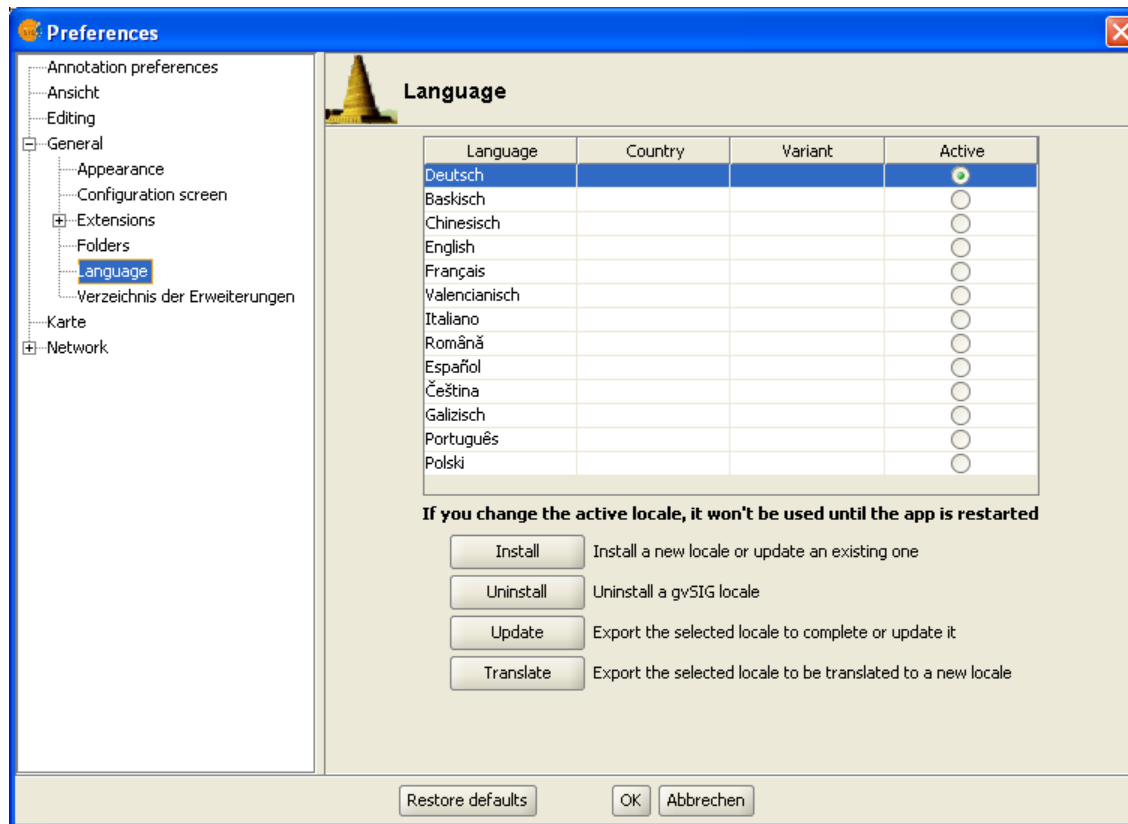 Preferences
Annotation preferences
Ansicht
Editing
General
Appearance
Configuration screen
Extensions
Folders
Language
Verzeichnis der Erweiterungen
Karte
Network
Language
Language Country Variant Active
Deutsch
Baskisch
Chinesisch
English
Français
Valencianisch
Italiano
Română
Español
Čeština
Galizisch
Português
Polski
If you change the active locale, it won't be used until the app is restarted
Install Install a new locale or update an existing one
Uninstall Uninstall a gvSIG locale
Update Export the selected locale to complete or update it
Translate Export the selected locale to be translated to a new locale
Restore defaults OK Abbrechen